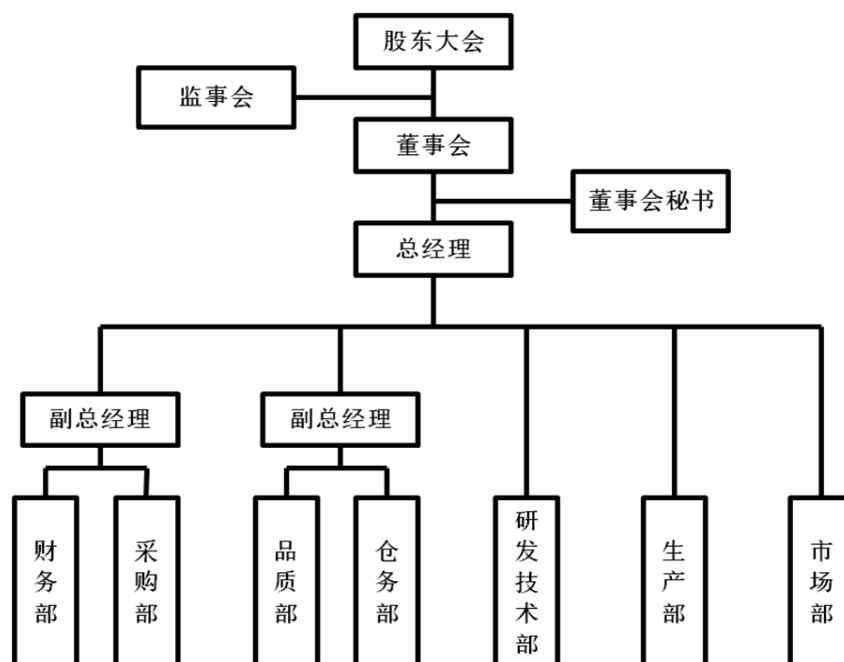 股东大会
监事会
董事会
董事会秘书
总经理
副总经理
副总经理
财务部
采购部
品质部
仓务部
研发技术部
生产部
市场部